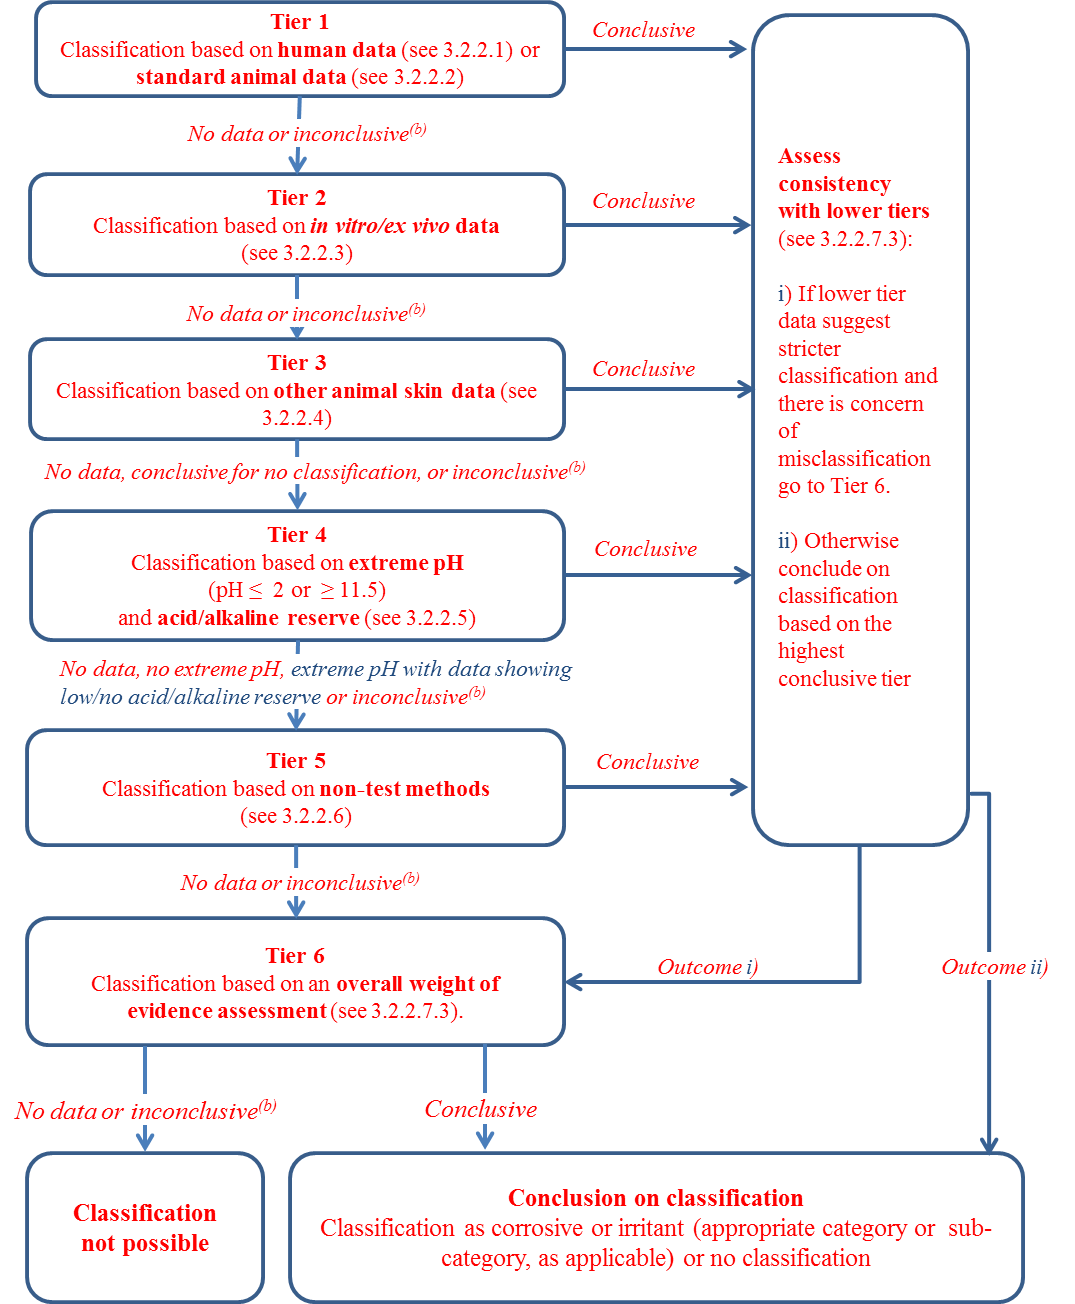 Tier 1
Classification based on human data (see 3.2.2.1) or
standard animal data (see 3.2.2.2)
Conclusive
No data or inconclusive(b)
Tier 2
Classification based on in vitro/ex vivo data
(see 3.2.2.3)
Conclusive
No data or inconclusive(b)
Tier 3
Classification based on other animal skin data (see
3.2.2.4)
Conclusive
No data, conclusive for no classification, or inconclusive(b)
Tier 4
Classification based on extreme pH
(pH ≤ 2 or ≥ 11.5)
and acid/alkaline reserve (see 3.2.2.5)
Conclusive
No data, no extreme pH, extreme pH with data showing
low/no acid/alkaline reserve or inconclusive(b)
Tier 5
Classification based on non-test methods
(see 3.2.2.6)
Conclusive
No data or inconclusive(b)
Assess
consistency
with lower tiers
(see 3.2.2.7.3):
i) If lower tier
data suggest
stricter
classification and
there is concern
of
misclassification
go to Tier 6.
ii) Otherwise
conclude on
classification
based on the
highest
conclusive tier
Tier 6
Classification based on an overall weight of
evidence assessment (see 3.2.2.7.3).
Outcome i)
Outcome ii)
No data or inconclusive(b)
Conclusive
Classification
not possible
Conclusion on classification
Classification as corrosive or irritant (appropriate category or sub-
category, as applicable) or no classification